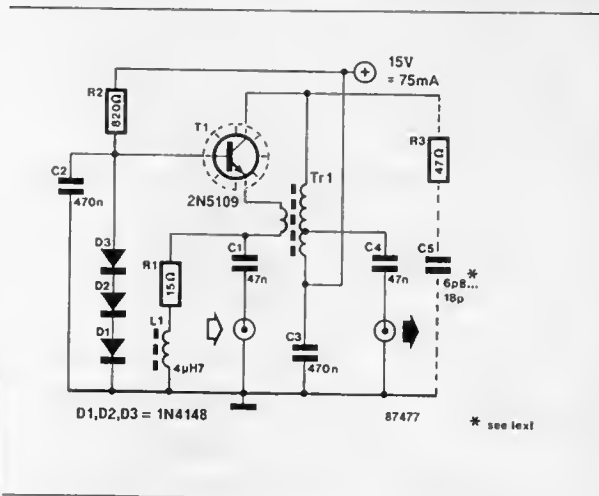 15V
= 75mA
R2
820Ω
T1
R3
47Ω
C2
470n
2N5109
Tr1
D3
D2
D1
R1
15Ω
L1
4µH7
C1
47n
C4
47n
C5
*
6p8...
18p
C3
470n
D1,D2,D3 = 1N4148
87477
* see text